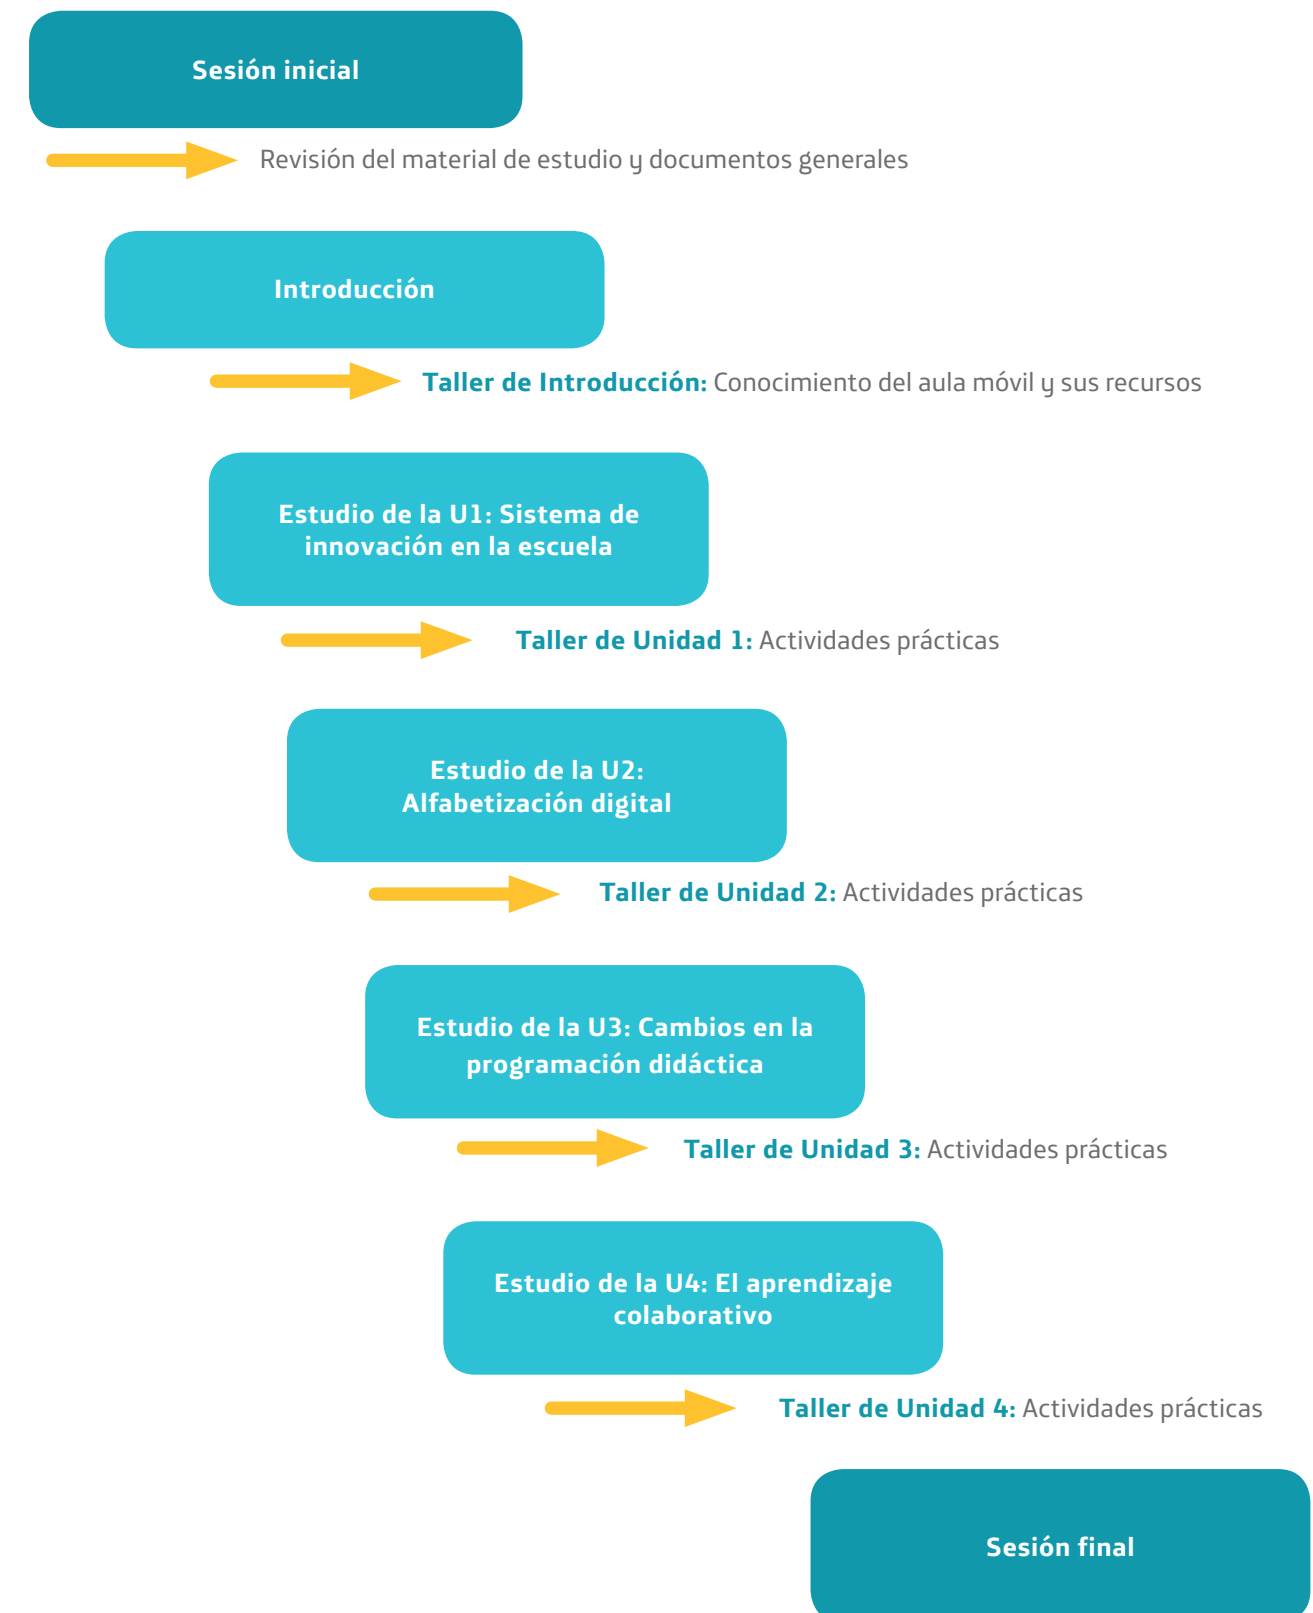 Sesión inicial
Revisión del material de estudio y documentos generales
Introducción
Taller de Introducción: Conocimiento del aula móvil y sus recursos
Estudio de la U1: Sistema de
innovación en la escuela
Taller de Unidad 1: Actividades prácticas
Estudio de la U2:
Alfabetización digital
Taller de Unidad 2: Actividades prácticas
Estudio de la U3: Cambios en la
programación didáctica
Taller de Unidad 3: Actividades prácticas
Estudio de la U4: El aprendizaje
colaborativo
Taller de Unidad 4: Actividades prácticas
Sesión final